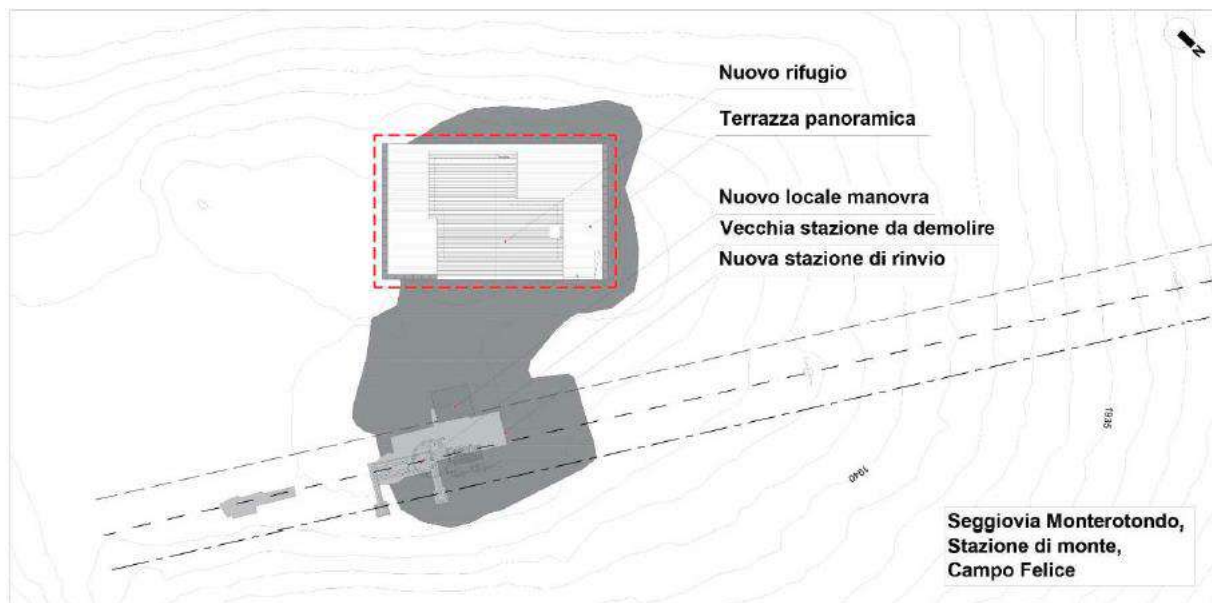 N
Nuovo rifugio
Terrazza panoramica
Nuovo locale manovra
Vecchia stazione da demolire
Nuova stazione di rinvio
1935
1940
Seggiovia Monterotondo,
Stazione di monte,
Campo Felice